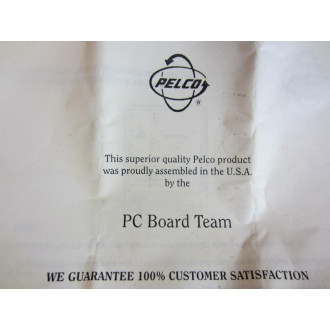 PELCO
®
This superior quality Pelco product
was proudly assembled in the U.S.A.
by the
PC Board Team
WE GUARANTEE 100% CUSTOMER SATISFACTION